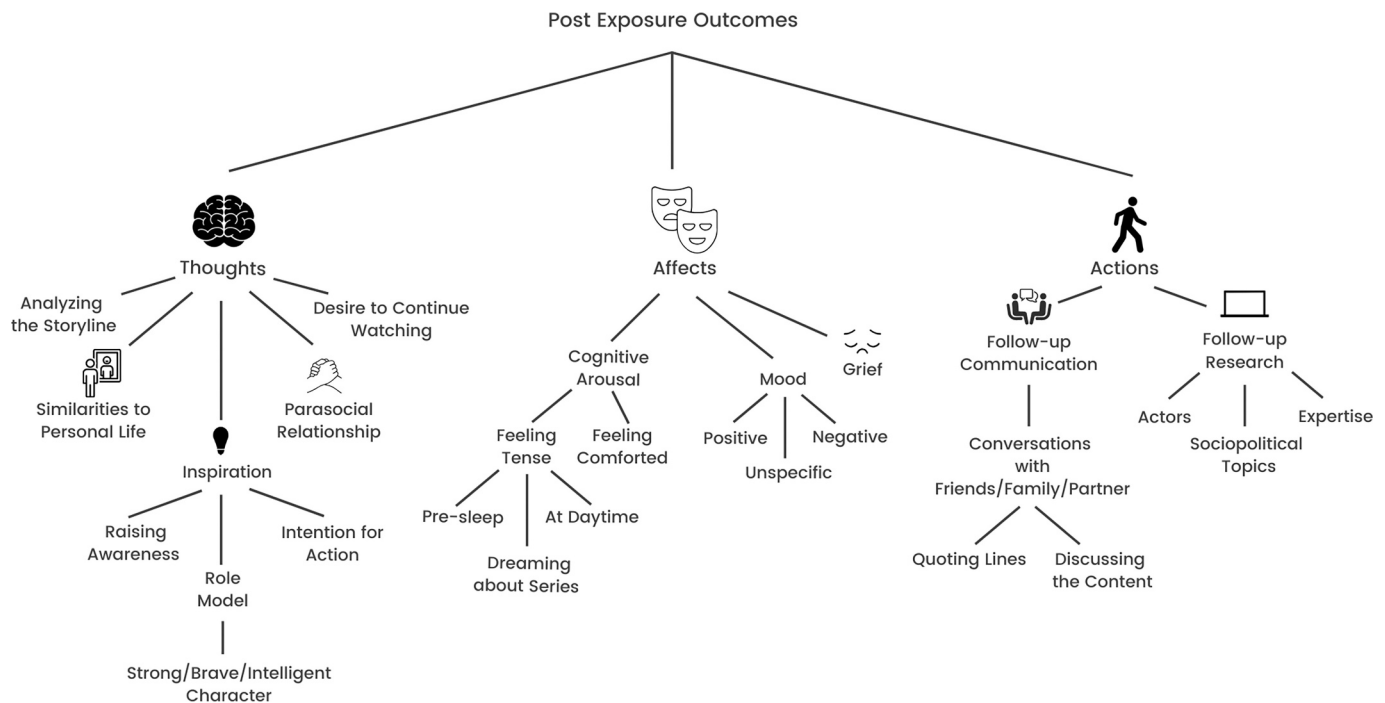 Post Exposure Outcomes
Thoughts
Analyzing
the Storyline
Similarities to
Personal Life
Inspiration
Raising
Awareness
Role
Model
Strong/Brave/Intelligent
Character
Intention for
Action
Parasocial
Relationship
Desire to Continue
Watching
Affects
Cognitive
Arousal
Feeling
Tense
Pre-sleep
Dreaming
about Series
At Daytime
Feeling
Comforted
Mood
Positive
Unspecific
Negative
Grief
Actions
Follow-up
Communication
Conversations
with
Friends/Family/Partner
Quoting Lines
Discussing
the Content
Follow-up
Research
Actors
Sociopolitical
Topics
Expertise